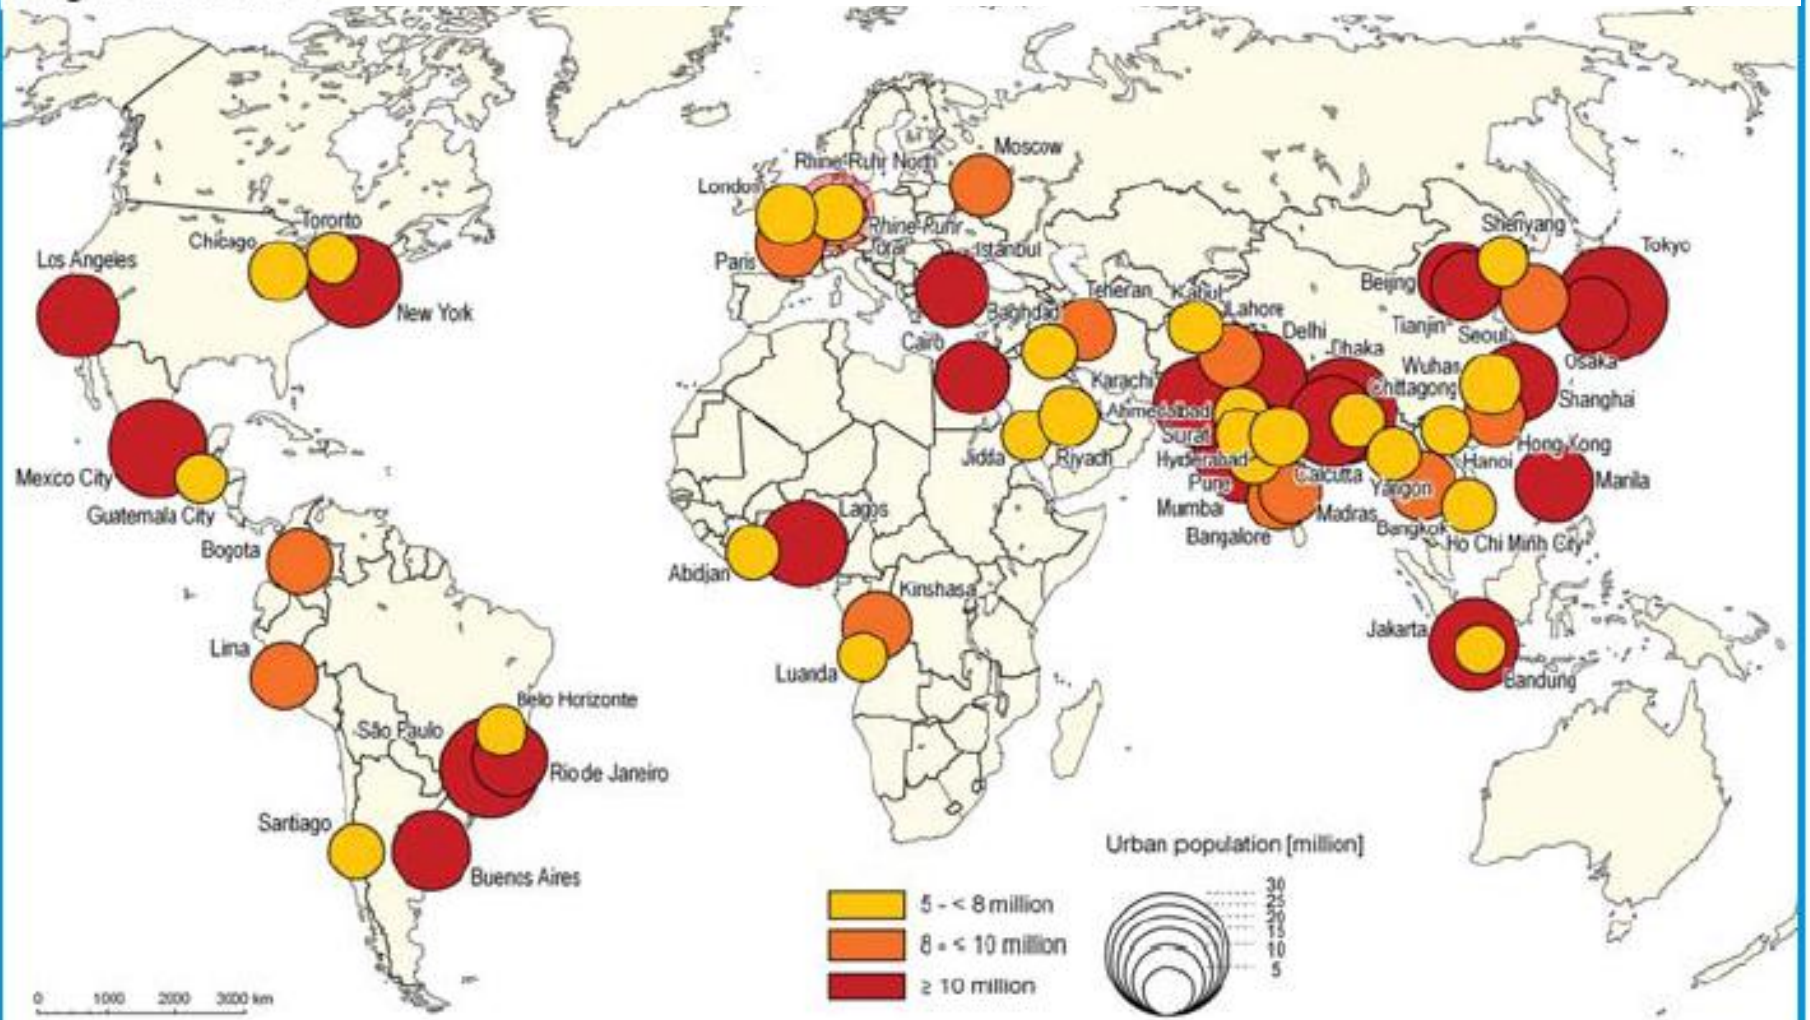 Moscow
Rhine-Ruhr North
London
Toronto
Shenyang
Chicago
Rhine-Ruhr
Total
Istanbul
Tokyo
Los Angeles
Paris
Beijing
Teheran
Kabul
New York
Baghdad
Lahore
Delhi
Tianjin
Seoul
Cairo
Dhaka
Osaka
Wuhan
Karachi
Chittagong
Shanghai
Ahmedabad
Surat
Hong Kong
Jidda
Riyadh
Hyderabad
Hanoi
Mexico City
Calcutta
Pune
Yangon
Manila
Guatemala City
Lagos
Mumbai
Madras
Bangkok
Bangalore
Ho Chi Minh City
Bogota
Abidjan
Kinshasa
Jakarta
Lima
Luanda
Bandung
Belo Horizonte
São Paulo
Rio de Janeiro
Santiago
Buenos Aires
Urban population [million]
5 - < 8 million
8 - < 10 million
≥ 10 million
30
25
20
15
10
5
0 1000 2000 3000 km